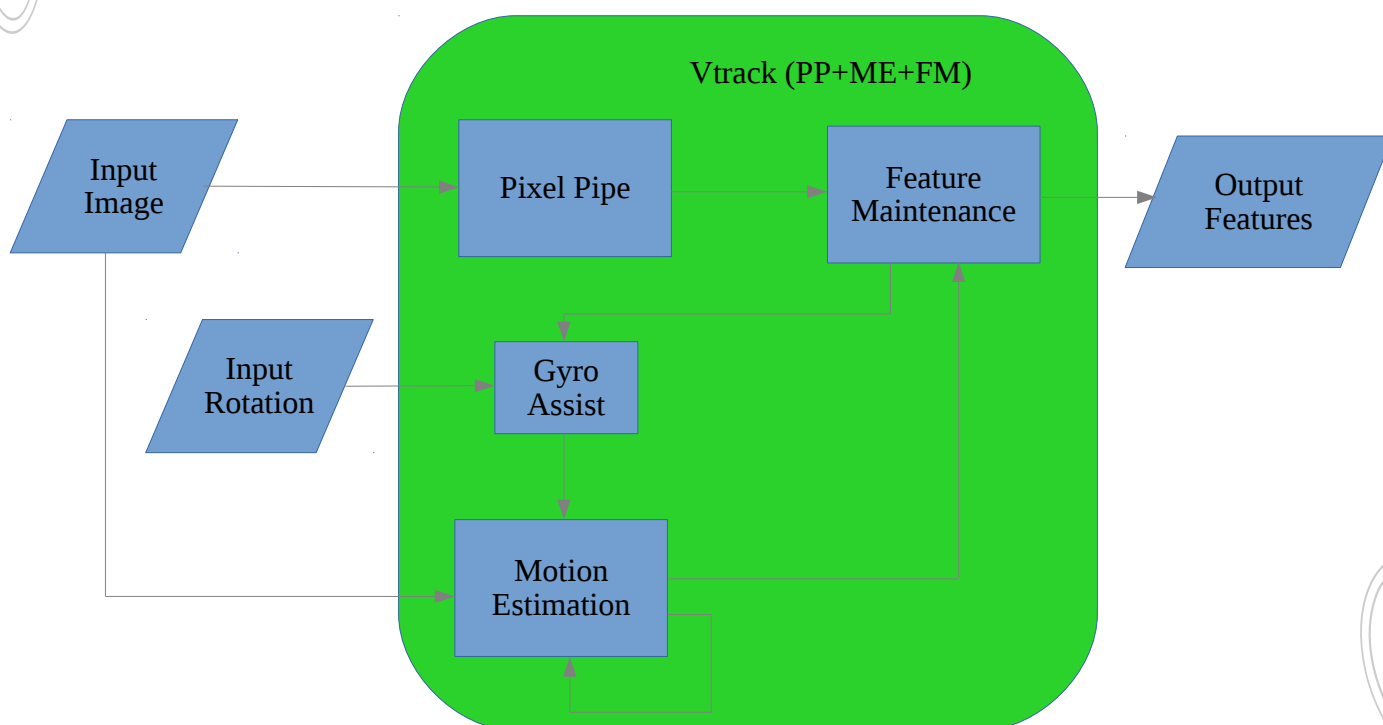 Vtrack (PP+ME+FM)
Input
Image
Pixel Pipe
Feature
Maintenance
Output
Features
Input
Rotation
Gyro
Assist
Motion
Estimation